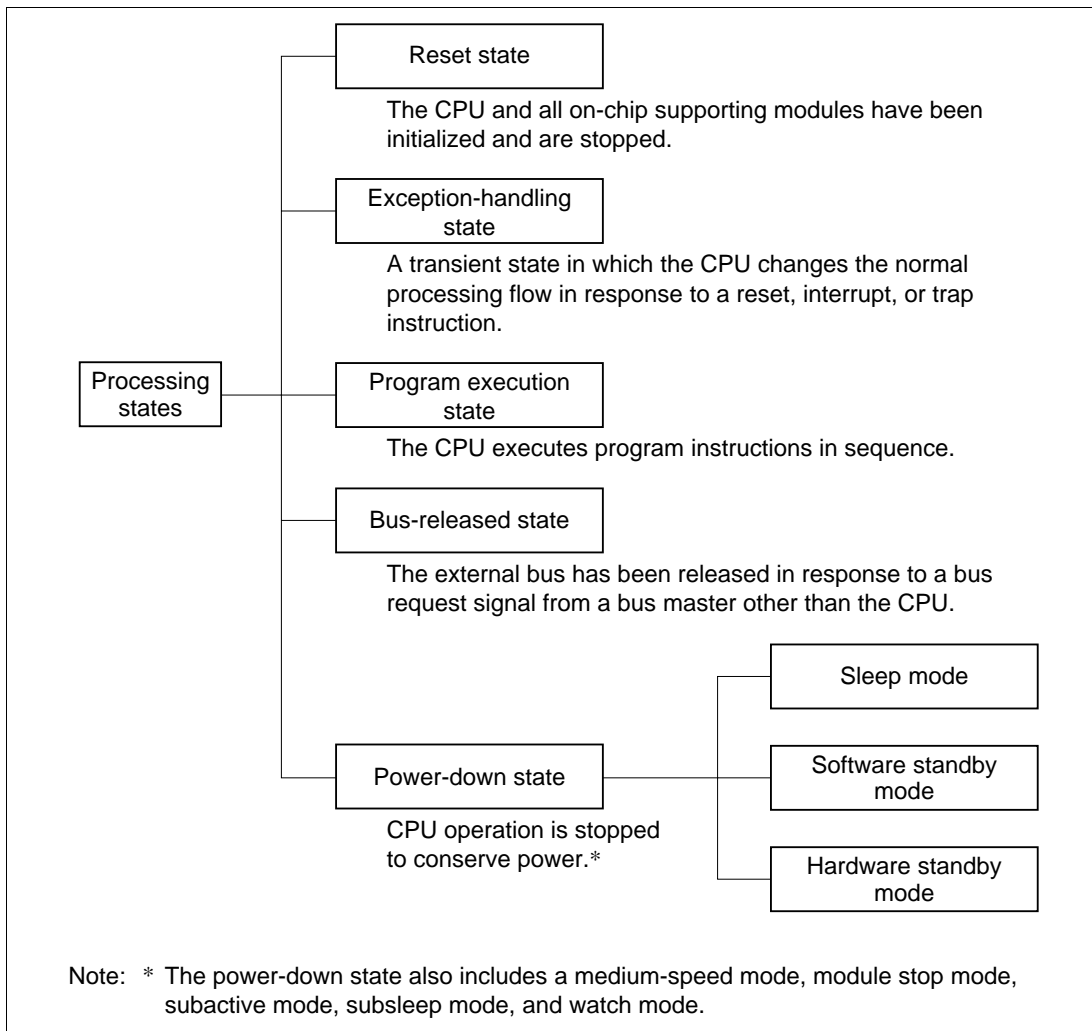 Reset state
The CPU and all on-chip supporting modules have been
initialized and are stopped.
Exception-handling
state
A transient state in which the CPU changes the normal
processing flow in response to a reset, interrupt, or trap
instruction.
Processing
states
Program execution
state
The CPU executes program instructions in sequence.
Bus-released state
The external bus has been released in response to a bus
request signal from a bus master other than the CPU.
Power-down state
CPU operation is stopped
to conserve power.*
Sleep mode
Software standby
mode
Hardware standby
mode
Note: * The power-down state also includes a medium-speed mode, module stop mode,
subactive mode, subsleep mode, and watch mode.